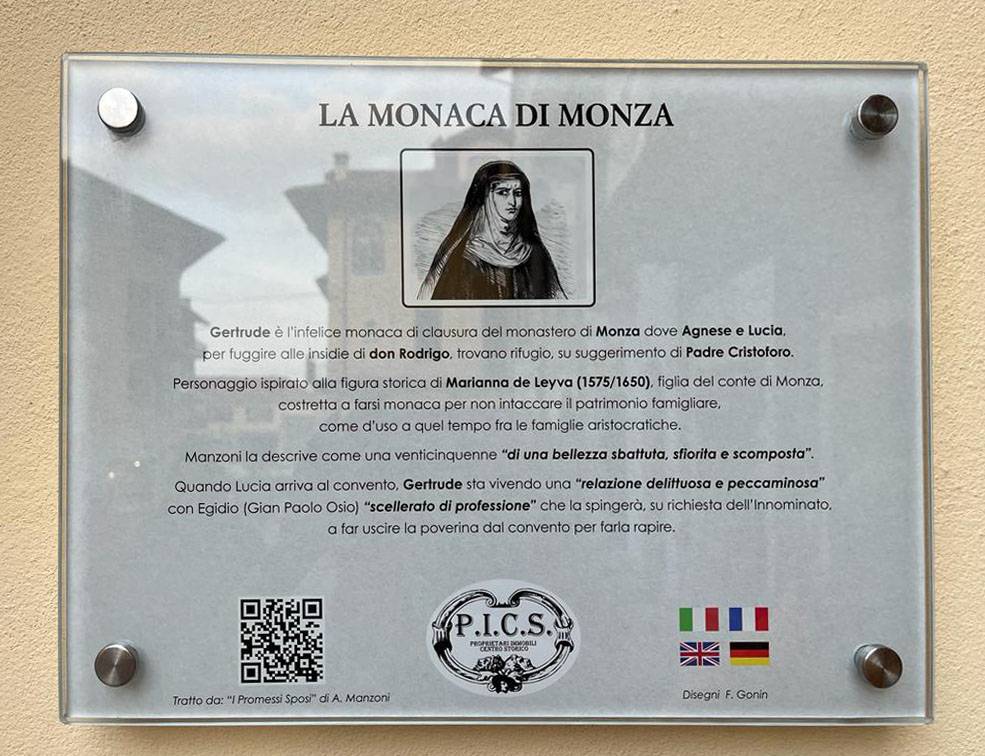 LA MONACA DI MONZA
Gertrude è l'infelice monaca di clausura del monastero di Monza dove Agnese e Lucia,
per fuggire alle insidie di don Rodrigo, trovano rifugio, su suggerimento di Padre Cristoforo.
Personaggio ispirato alla figura storica di Marianna de Leyva (1575/1650), figlia del conte di Monza,
costretta a farsi monaca per non intaccare il patrimonio famigliare,
come d'uso a quel tempo fra le famiglie aristocratiche.
Manzoni la descrive come una venticinquenne "di una bellezza sbattuta, sfiorita e scomposta".
Quando Lucia arriva al convento, Gertrude sta vivendo una "relazione delittuosa e peccaminosa"
con Egidio (Gian Paolo Osio) "scellerato di professione" che la spingerà, su richiesta dell'Innominato,
a far uscire la poverina dal convento per farla rapire.
P.I.C.S.
PROPRIETARI IMMOBILI
CENTRO STORICO
Tratto da: "I Promessi Sposi" di A. Manzoni
Disegni F. Gonin